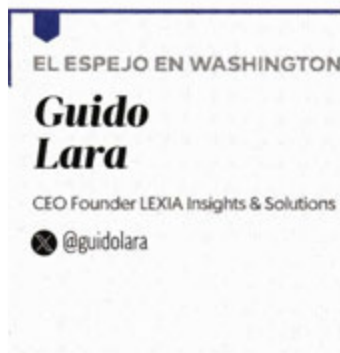 EL ESPEJO EN WASHINGTON
Guido
Lara
CEO Founder LEXIA Insights & Solutions
@guidolara